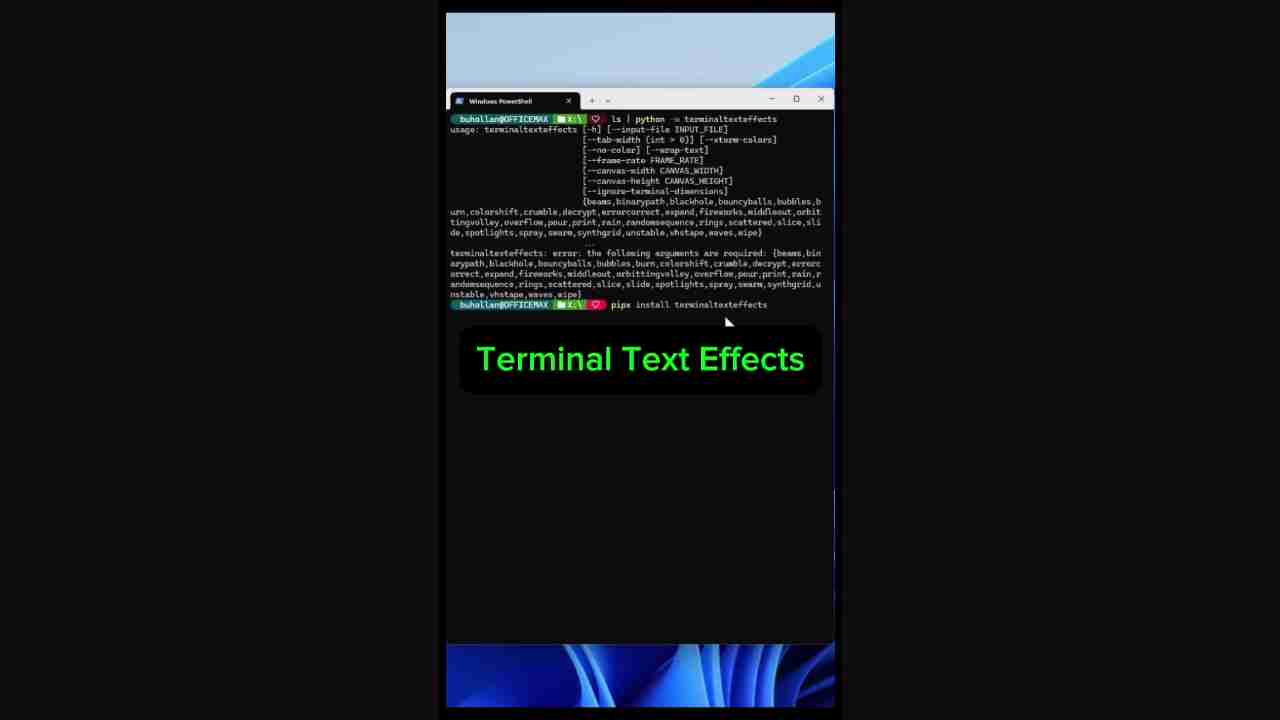 Windows PowerShell
buhollan@OFFICEMAX X:\ ls | python -m terminaltexteffects
usage: terminaltexteffects [-h] [--input-file INPUT_FILE]
[--tab-width (int > 0)] [--xterm-colors]
[--no-color] [--wrap-text]
[--frame-rate FRAME_RATE]
[--canvas-width CANVAS_WIDTH]
[--canvas-height CANVAS_HEIGHT]
[--ignore-terminal-dimensions]
{beams,binarypath,blackhole,bouncyballs,bubbles,b
urn,colorshift,crumble,decrypt,errorcorrect,expand,fireworks,middleout,orbit
tingvolley,overflow,pour,print,rain,randomsequence,rings,scattered,slice,sli
de,spotlights,spray,swarm,synthgrid,unstable,vhstape,waves,wipe}
...
terminaltexteffects: error: the following arguments are required: {beams,bin
arypath,blackhole,bouncyballs,bubbles,burn,colorshift,crumble,decrypt,errorc
orrect,expand,fireworks,middleout,orbittingvolley,overflow,pour,print,rain,r
andomsequence,rings,scattered,slice,slide,spotlights,spray,swarm,synthgrid,u
nstable,vhstape,waves,wipe}
buhollan@OFFICEMAX X:\ pipx install terminaltexteffects
Terminal Text Effects